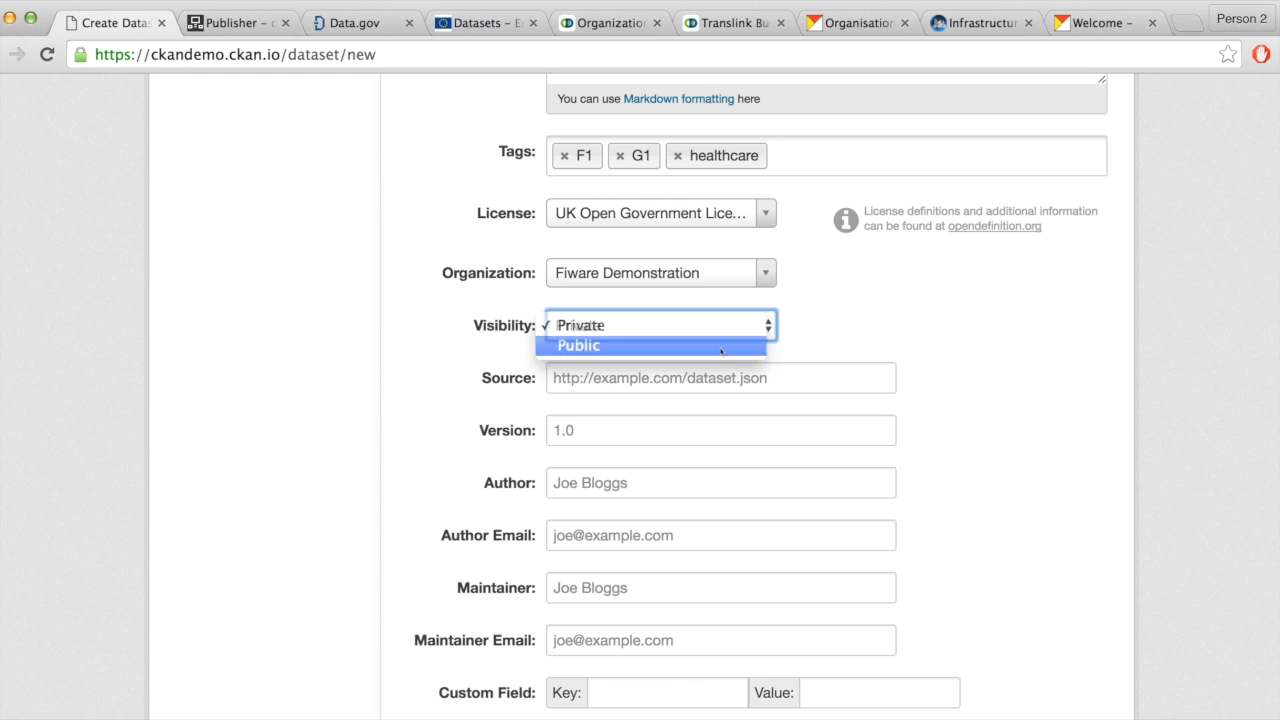 Create Datas
Publisher –
Data.gov
Datasets – E
Organization
Translink Bu
Organisatio
Infrastructur
Welcome –
Person 2
https://ckandemo.ckan.io/dataset/new
You can use Markdown formatting here
Tags:
F1
G1
healthcare
License:
UK Open Government Lice...
License definitions and additional information
can be found at opendefinition.org
Organization:
Fiware Demonstration
Visibility:
✓ Private
Public
Source:
http://example.com/dataset.json
Version:
1.0
Author:
Joe Bloggs
Author Email:
joe@example.com
Maintainer:
Joe Bloggs
Maintainer Email:
joe@example.com
Custom Field:
Key:
Value: